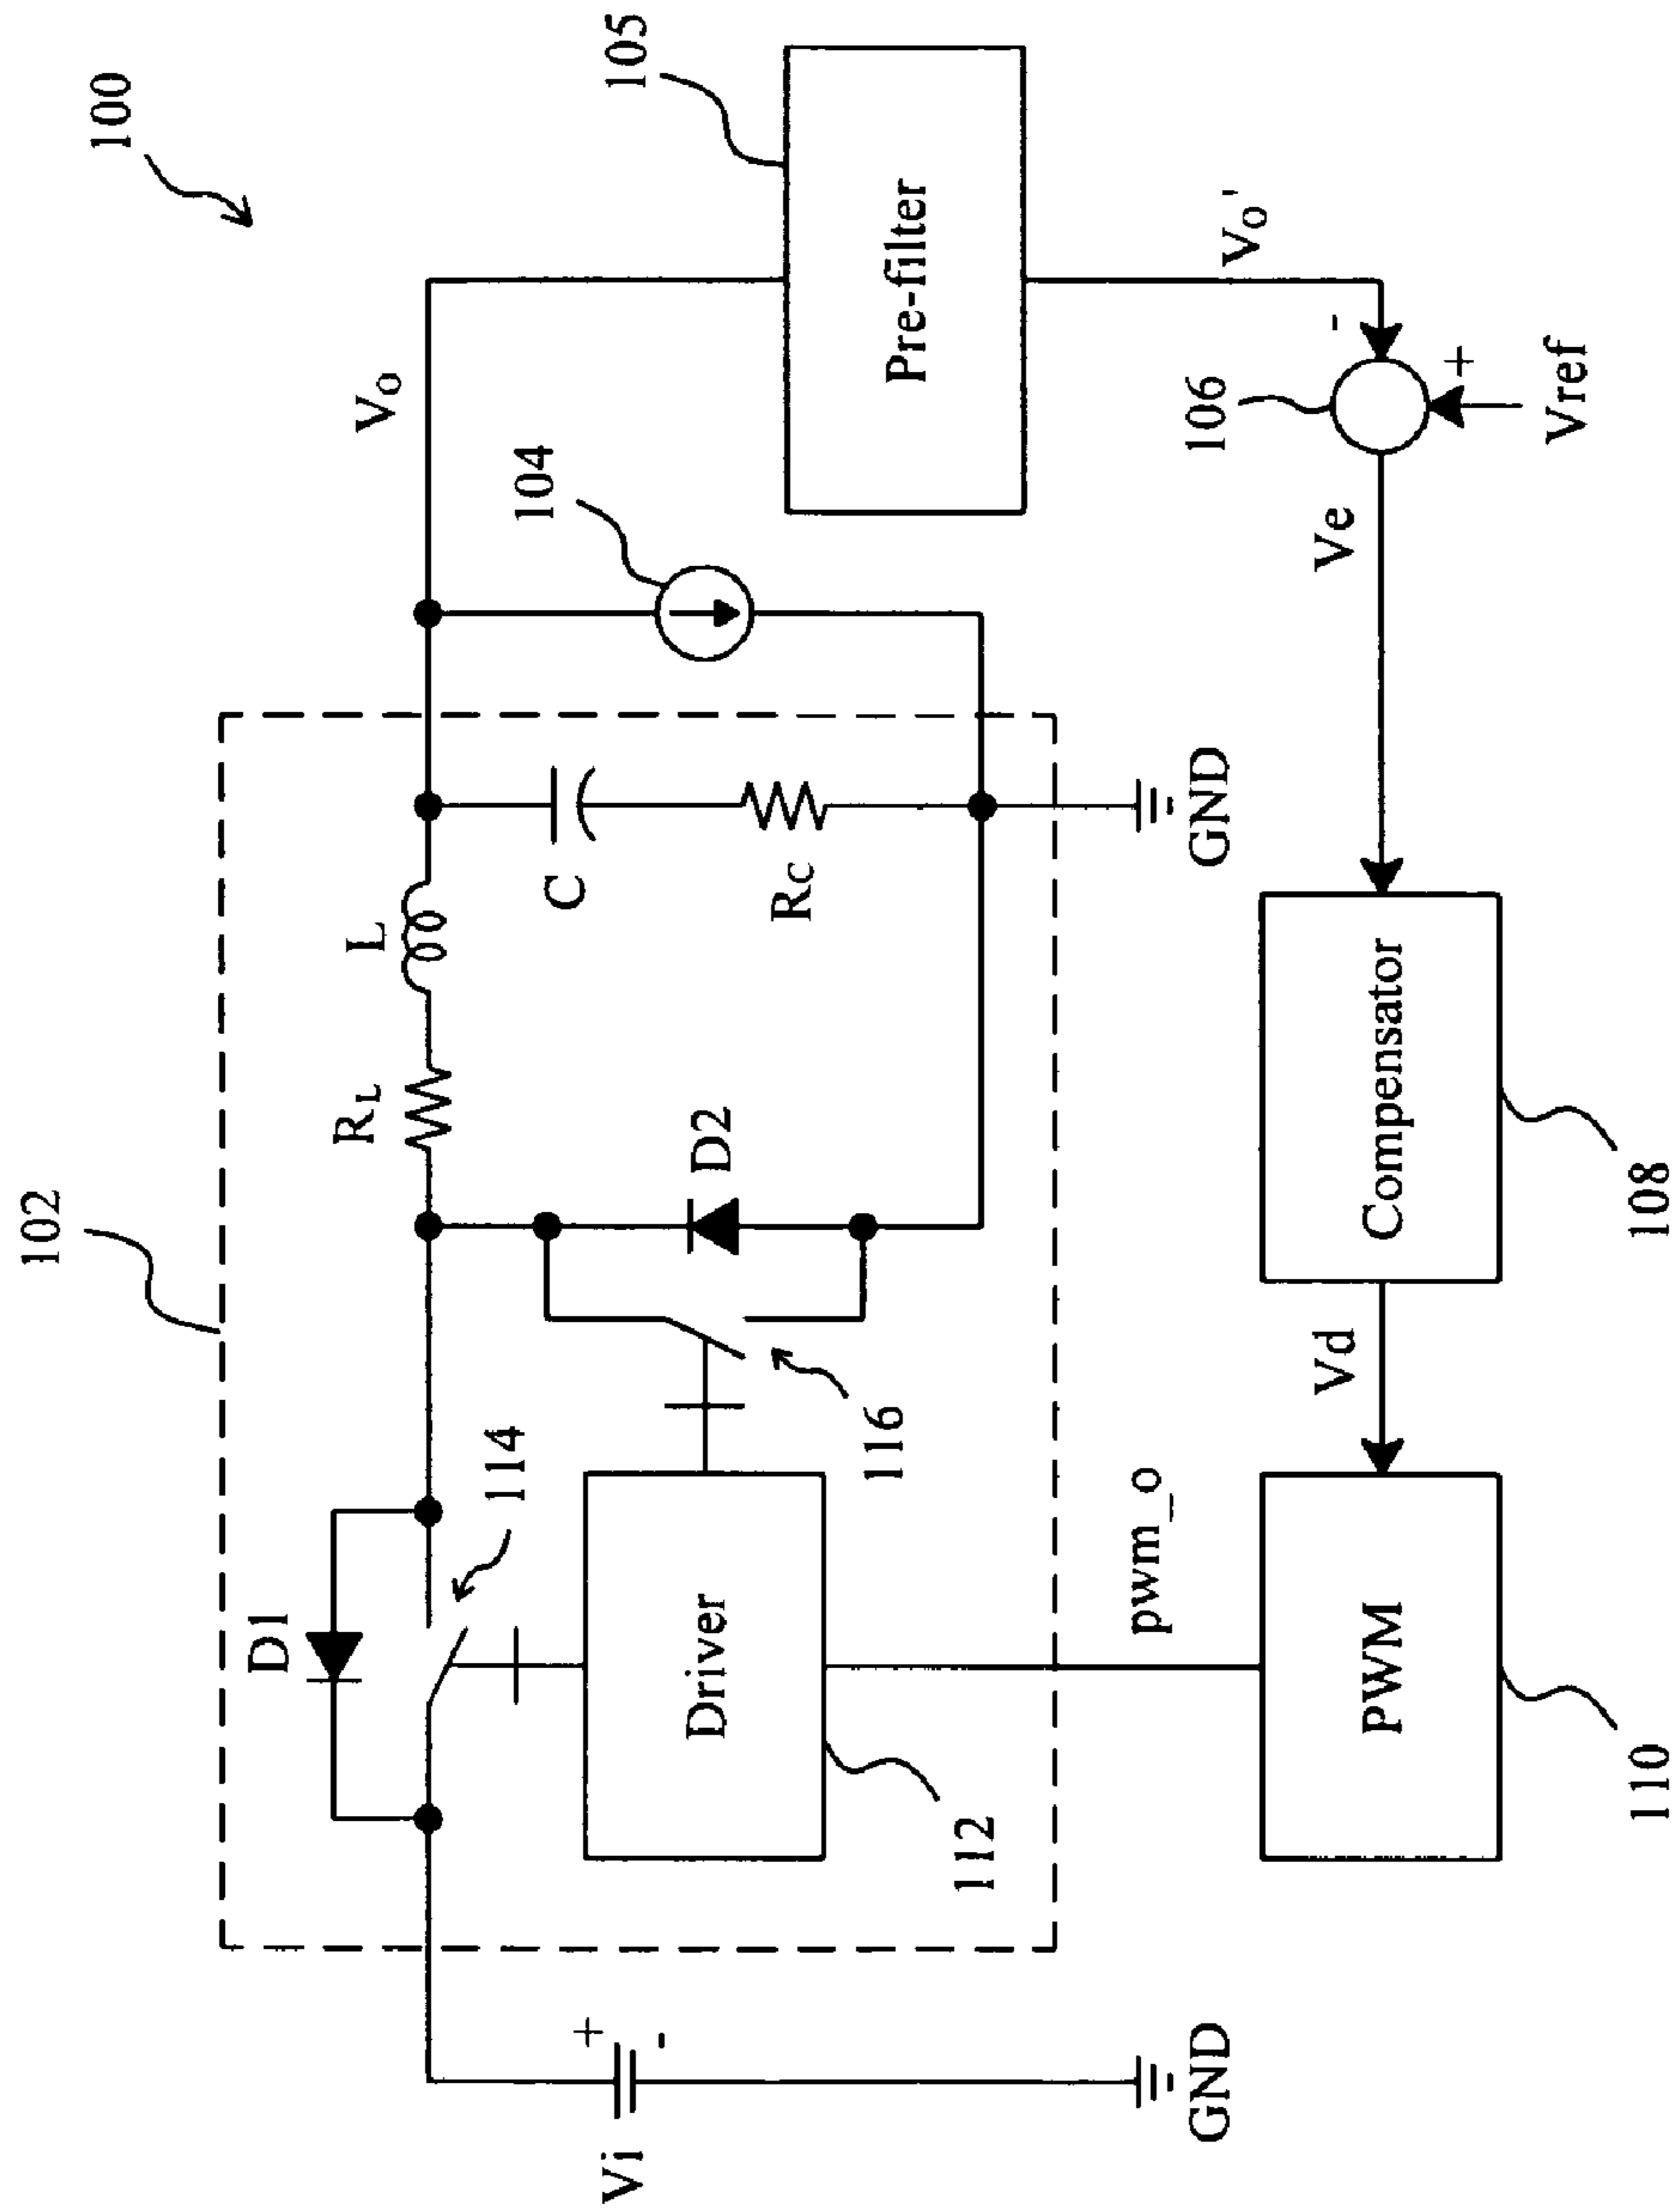 100
102
D1
114
RL
L
Vo
104
105
Pre-filter
Driver
112
116
D2
C
Rc
Vi
+
-
GND
GND
pwm_o
Vo'
106
-
+
Vref
Ve
Compensator
108
Vd
PWM
110